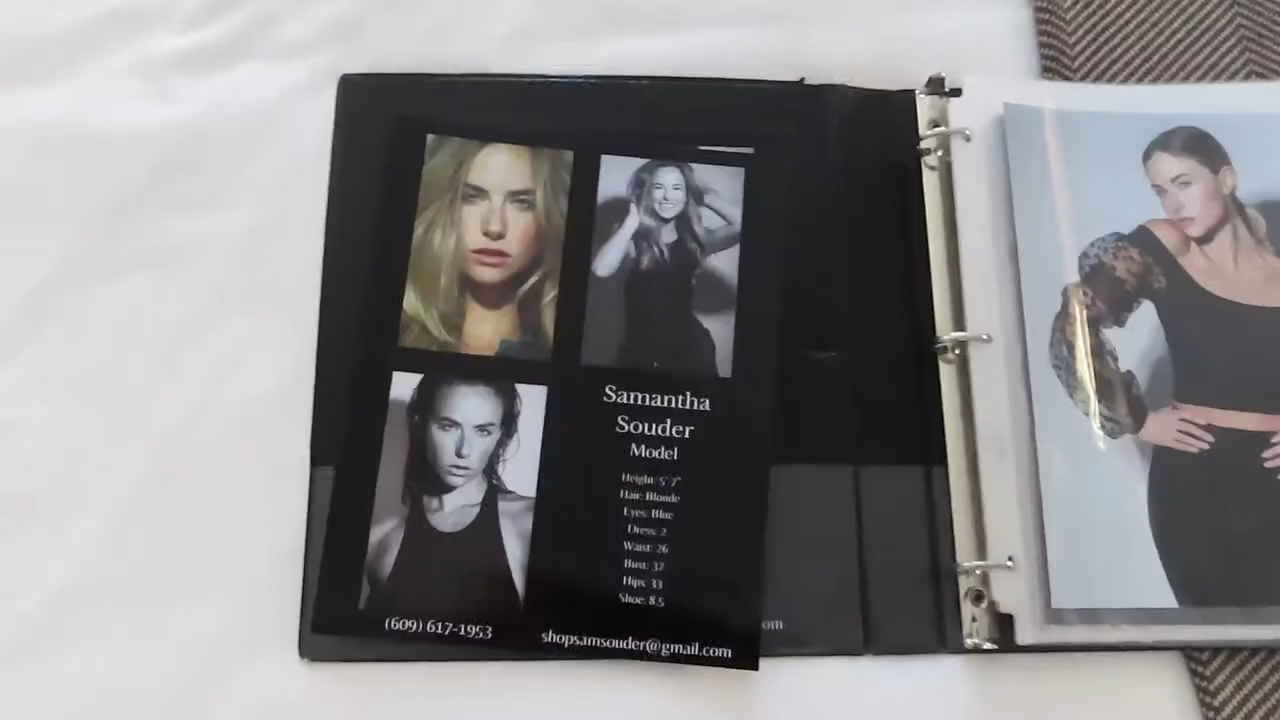 Samantha
Souder
Model
Height: 5' 7"
Hair: Blonde
Eyes: Blue
Dress: 2
Waist: 26
Bust: 32
Hips: 33
Shoe: 8.5
(609) 617-1953
shopsamsouder@gmail.com
om